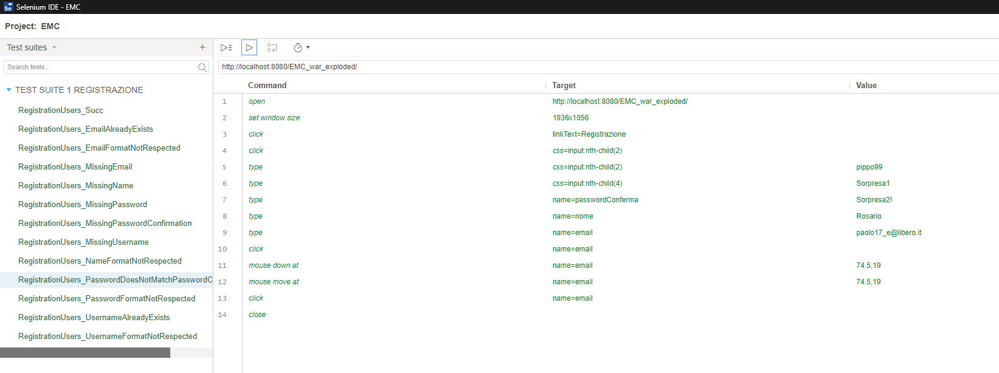 Se Selenium IDE - EMC
Project: EMC
Test suites
+
Search tests...
TEST SUITE 1 REGISTRAZIONE
RegistrationUsers_Succ
RegistrationUsers_EmailAlreadyExists
RegistrationUsers_EmailFormatNotRespected
RegistrationUsers_MissingEmail
RegistrationUsers_MissingName
RegistrationUsers_MissingPassword
RegistrationUsers_MissingPasswordConfirmation
RegistrationUsers_MissingUsername
RegistrationUsers_NameFormatNotRespected
RegistrationUsers_PasswordDoesNotMatchPasswordC
RegistrationUsers_PasswordFormatNotRespected
RegistrationUsers_UsernameAlreadyExists
RegistrationUsers_UsernameFormatNotRespected
http://localhost:8080/EMC_war_exploded/
Command Target Value
1 open http://localhost:8080/EMC_war_exploded/
2 set window size 1936x1056
3 click linkText=Registrazione
4 click css=input:nth-child(2)
5 type css=input:nth-child(2) pippo99
6 type css=input:nth-child(4) Sorpresa1
7 type name=passwordConferma Sorpresa2!
8 type name=nome Rosario
9 type name=email paolo17_e@libero.it
10 click name=email
11 mouse down at name=email 74.5,19
12 mouse move at name=email 74.5,19
13 click name=email
14 close